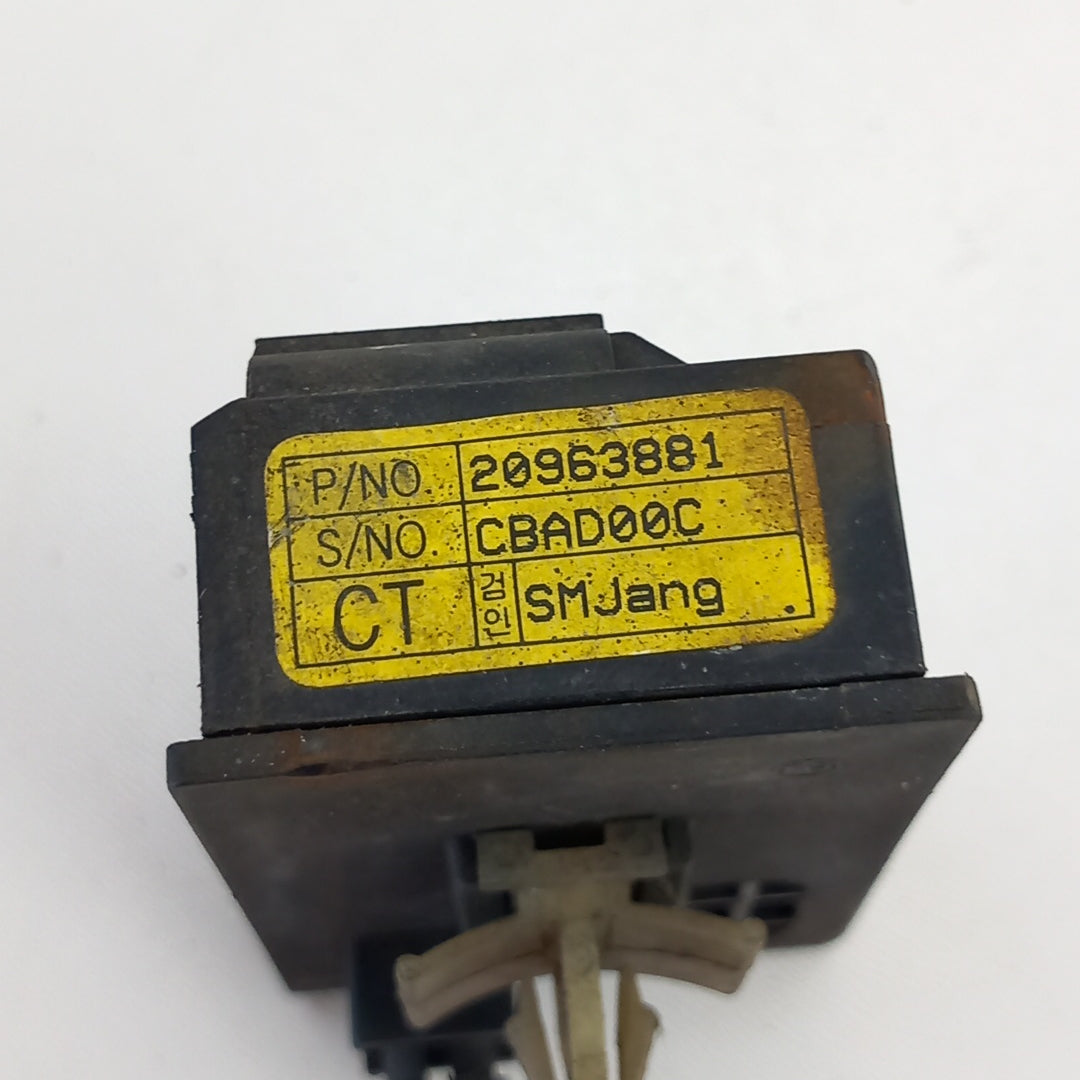 P/NO. 20963881
S/NO. CBAD00C
CT 검인 SMJang